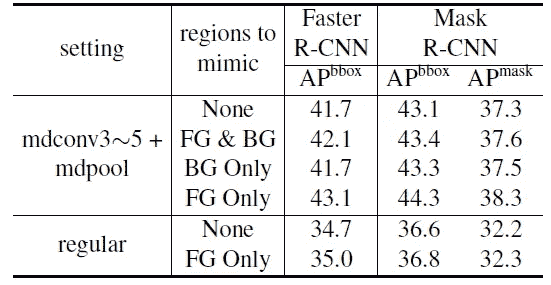 setting regions to mimic Faster R-CNN Mask R-CNN
AP^bbox AP^bbox AP^mask
mdconv3∼5 + mdpool None 41.7 43.1 37.3
FG & BG 42.1 43.4 37.6
BG Only 41.7 43.3 37.5
FG Only 43.1 44.3 38.3
regular None 34.7 36.6 32.2
FG Only 35.0 36.8 32.3